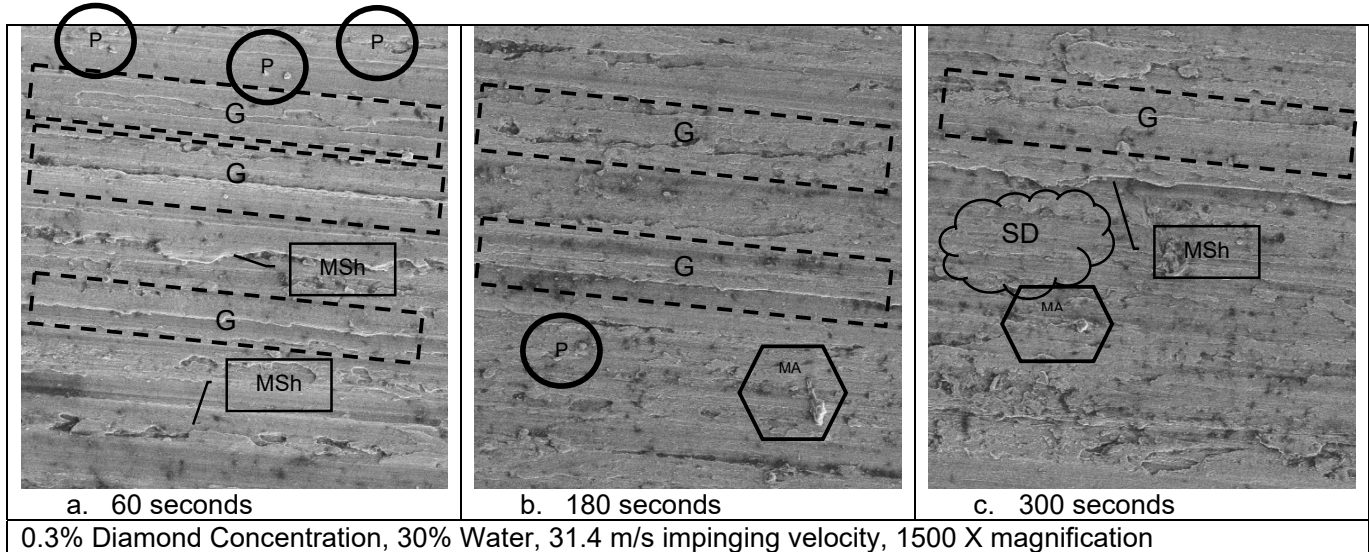 P
P
P
G
G
MSh
G
MSh
a. 60 seconds
G
G
P
MA
b. 180 seconds
G
SD
MSh
MA
c. 300 seconds
0.3% Diamond Concentration, 30% Water, 31.4 m/s impinging velocity, 1500 X magnification